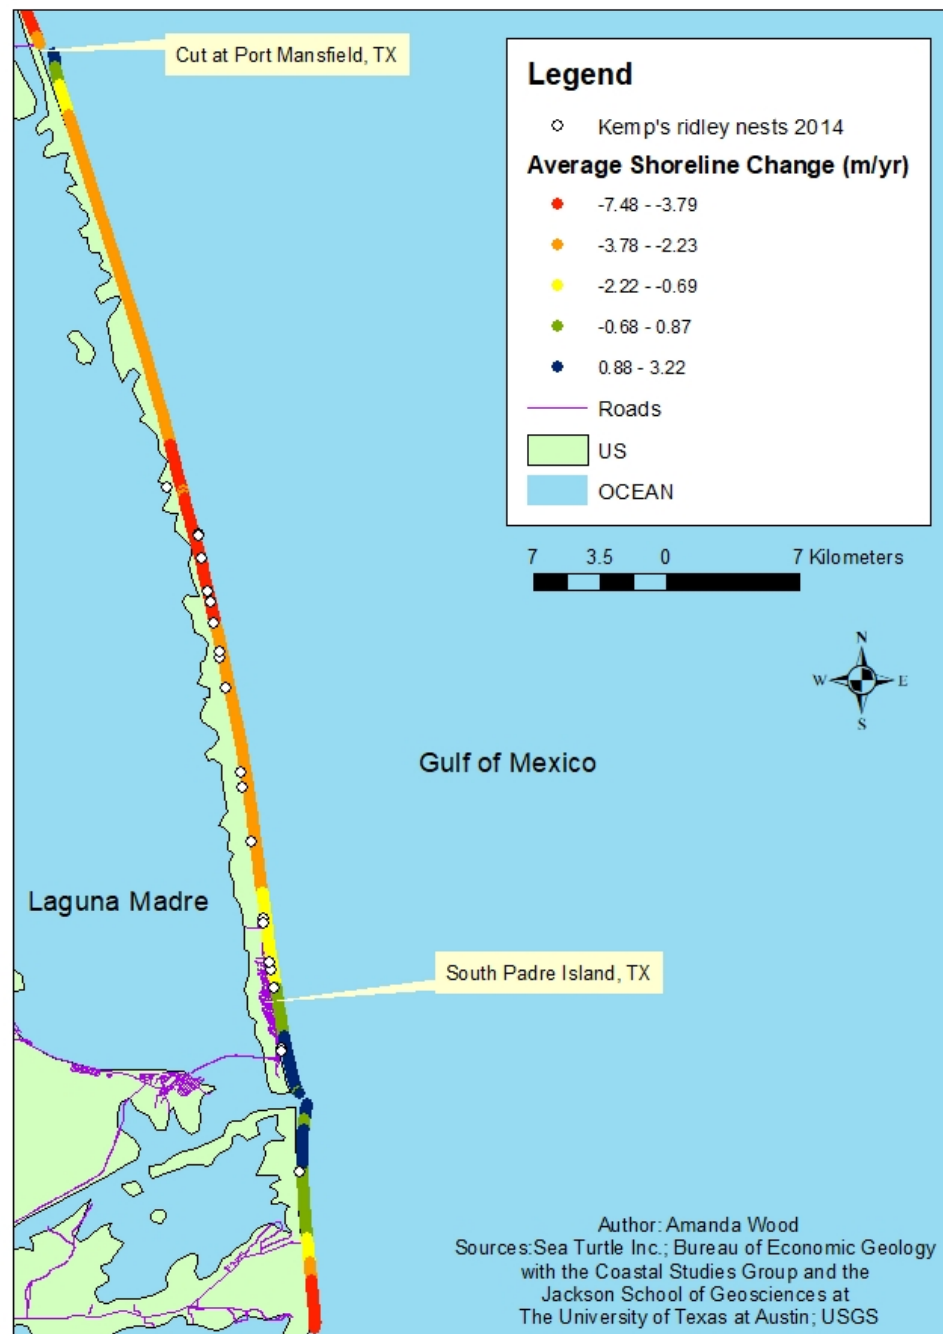 Cut at Port Mansfield, TX
Legend
Kemp's ridley nests 2014
Average Shoreline Change (m/yr)
-7.48 - -3.79
-3.78 - -2.23
-2.22 - -0.69
-0.68 - 0.87
0.88 - 3.22
Roads
US
OCEAN
7 3.5 0 7 Kilometers
N
W E
S
Gulf of Mexico
Laguna Madre
South Padre Island, TX
Author: Amanda Wood
Sources:Sea Turtle Inc.; Bureau of Economic Geology
with the Coastal Studies Group and the
Jackson School of Geosciences at
The University of Texas at Austin; USGS